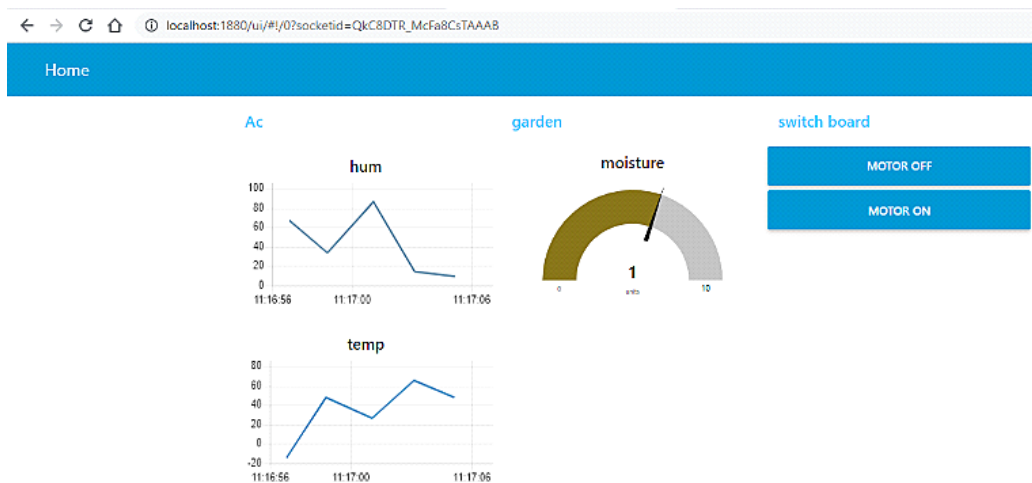 localhost:1880/ui/#!/0?socketid=QkC8DTR_McFa8CsTAAAB
Home
Ac
hum
100
80
60
40
20
0
11:16:56 11:17:00 11:17:06
temp
80
60
40
20
0
-20
11:16:56 11:17:00 11:17:06
garden
moisture
1
units
0 10
switch board
MOTOR OFF
MOTOR ON